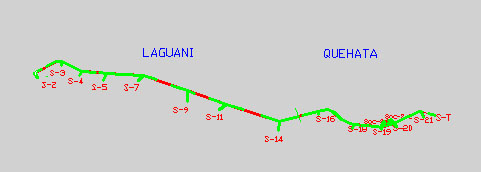 LAGUANI
QUEHATA
S-3
S-2
S-4
S-5
S-7
S-9
S-11
S-14
S-16
S-18
S-19
S-20
S-21
S-T